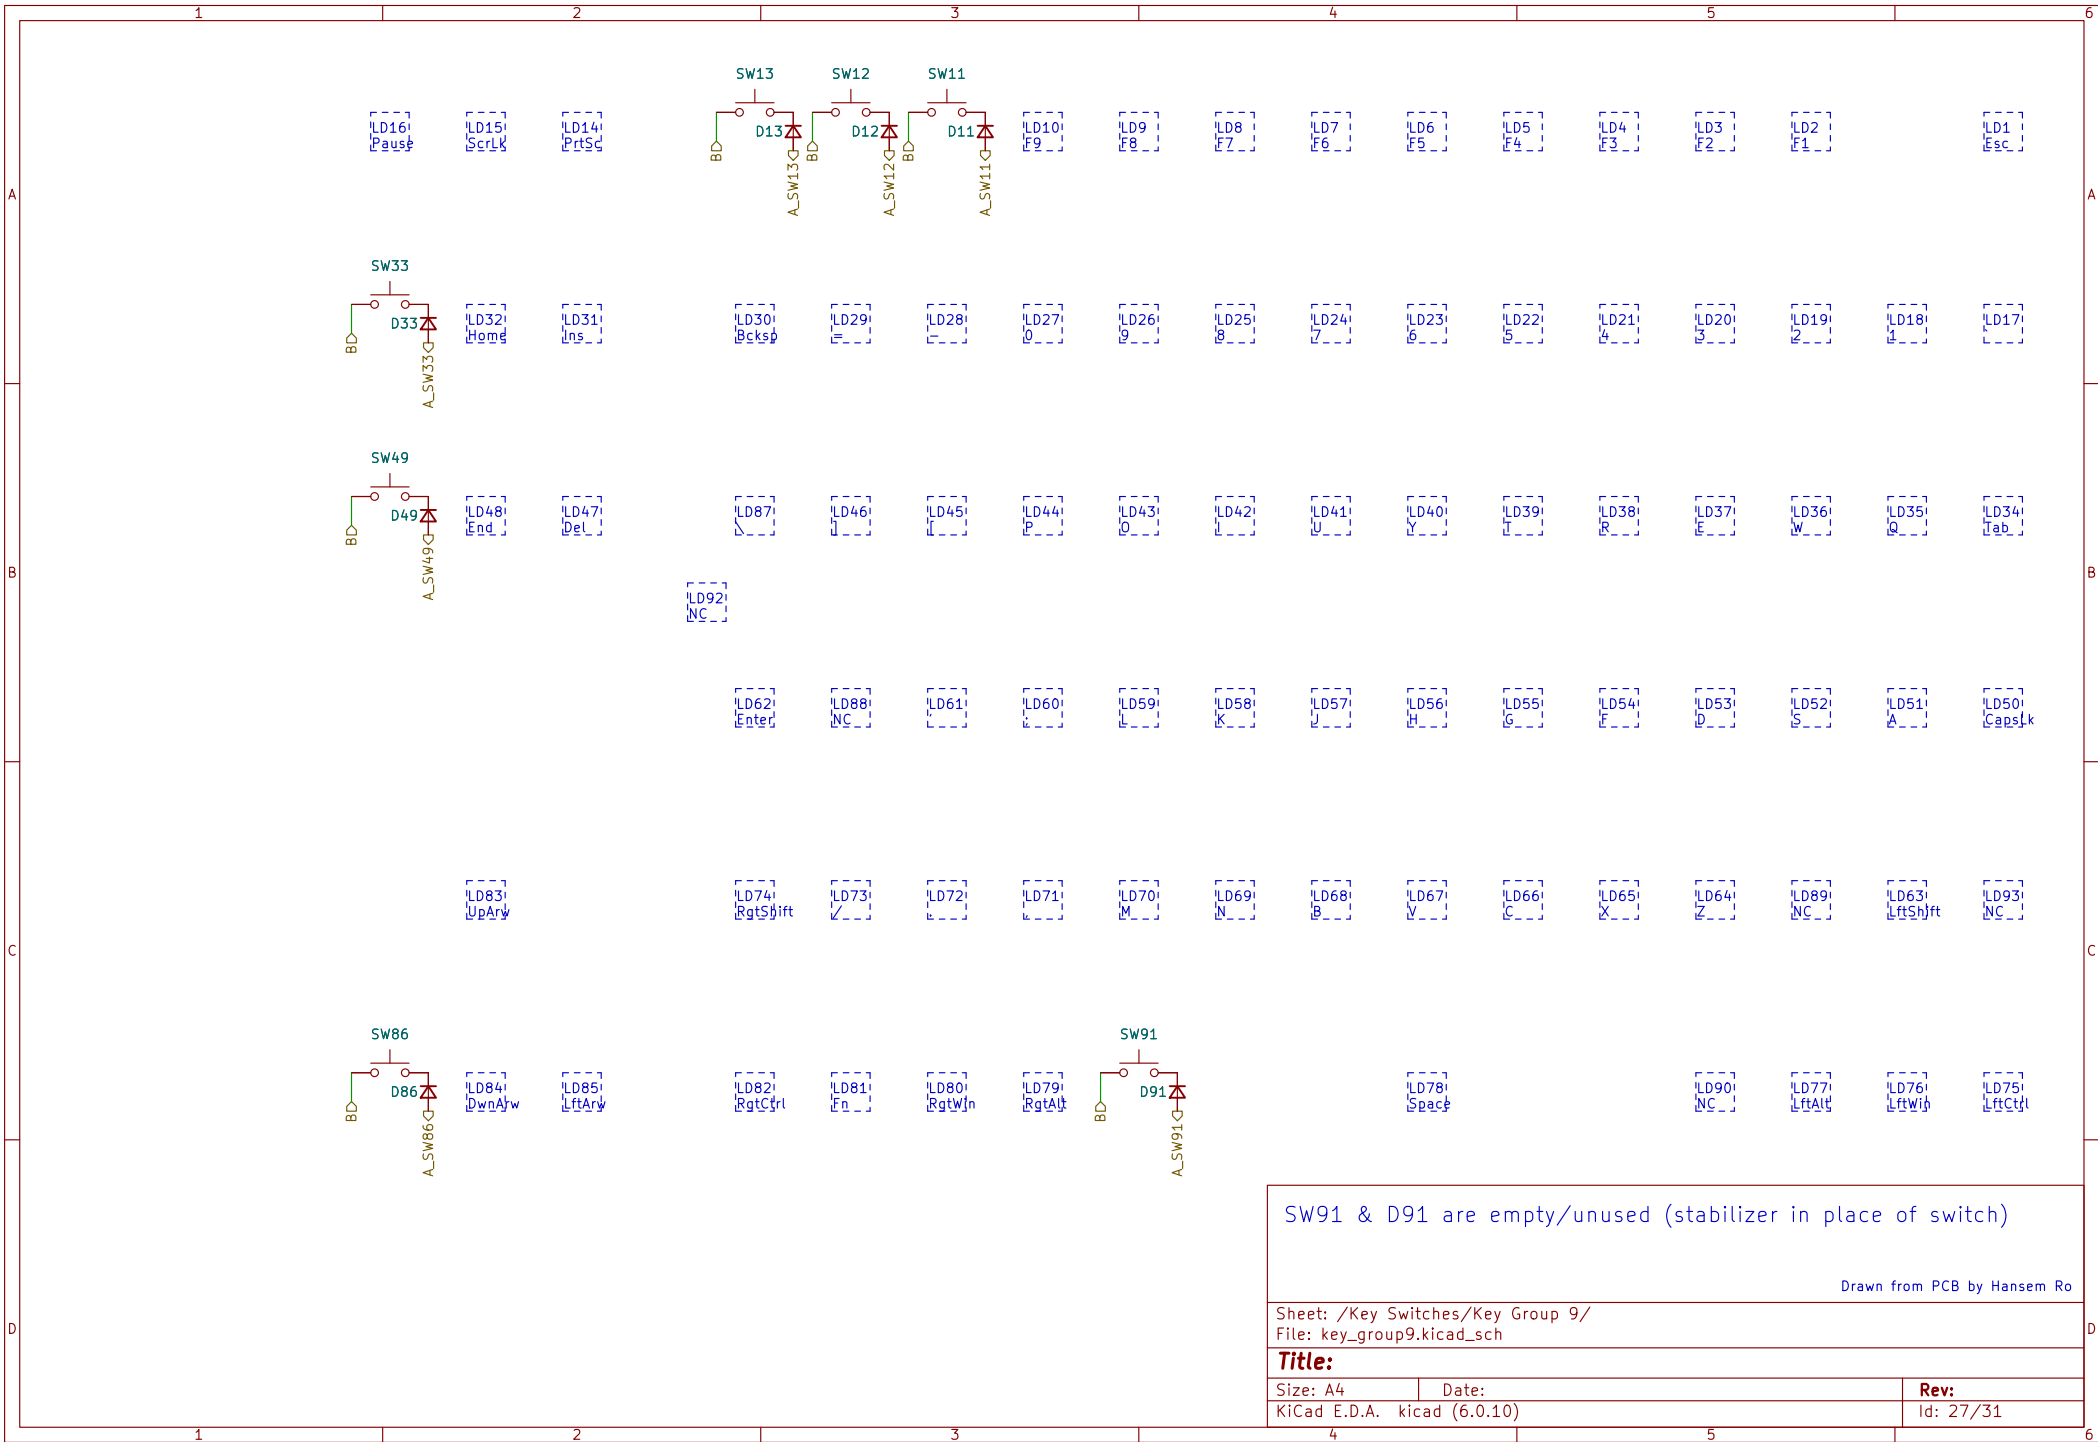 1 2 3 4 5 6
SW13 SW12 SW11
LD16 LD15 LD14 D13 D12 D11 LD10 LD9 LD8 LD7 LD6 LD5 LD4 LD3 LD2 LD1
Pause ScrLk PrtSc F9 F8 F7 F6 F5 F4 F3 F2 F1 Esc
B B B
A_SW13 A_SW12 A_SW11
A A
SW33
D33 LD32 LD31 LD30 LD29 LD28 LD27 LD26 LD25 LD24 LD23 LD22 LD21 LD20 LD19 LD18 LD17
Home Ins Bcksp = - 0 9 8 7 6 5 4 3 2 1 `
B
A_SW33
SW49
D49 LD48 LD47 LD87 LD46 LD45 LD44 LD43 LD42 LD41 LD40 LD39 LD38 LD37 LD36 LD35 LD34
End Del \ ] [ P O I U Y T R E W Q Tab
B
A_SW49
B B
LD92
NC
LD62 LD88 LD61 LD60 LD59 LD58 LD57 LD56 LD55 LD54 LD53 LD52 LD51 LD50
Enter NC ' ; L K J H G F D S A CapsLk
LD83 LD74 LD73 LD72 LD71 LD70 LD69 LD68 LD67 LD66 LD65 LD64 LD89 LD63 LD93
UpArw RgtShift / . , M N B V C X Z NC LftShift NC
C C
SW86 SW91
D86 LD84 LD85 LD82 LD81 LD80 LD79 D91 LD78 LD90 LD77 LD76 LD75
DwnArw LftArw RgtCtrl Fn RgtWin RgtAlt Space NC LftAlt LftWin LftCtrl
B B
A_SW86 A_SW91
SW91 & D91 are empty/unused (stabilizer in place of switch)
Drawn from PCB by Hansem Ro
Sheet: /Key Switches/Key Group 9/
File: key_group9.kicad_sch
D D
Title:
Size: A4 Date: Rev:
KiCad E.D.A. kicad (6.0.10) Id: 27/31
1 2 3 4 5 6